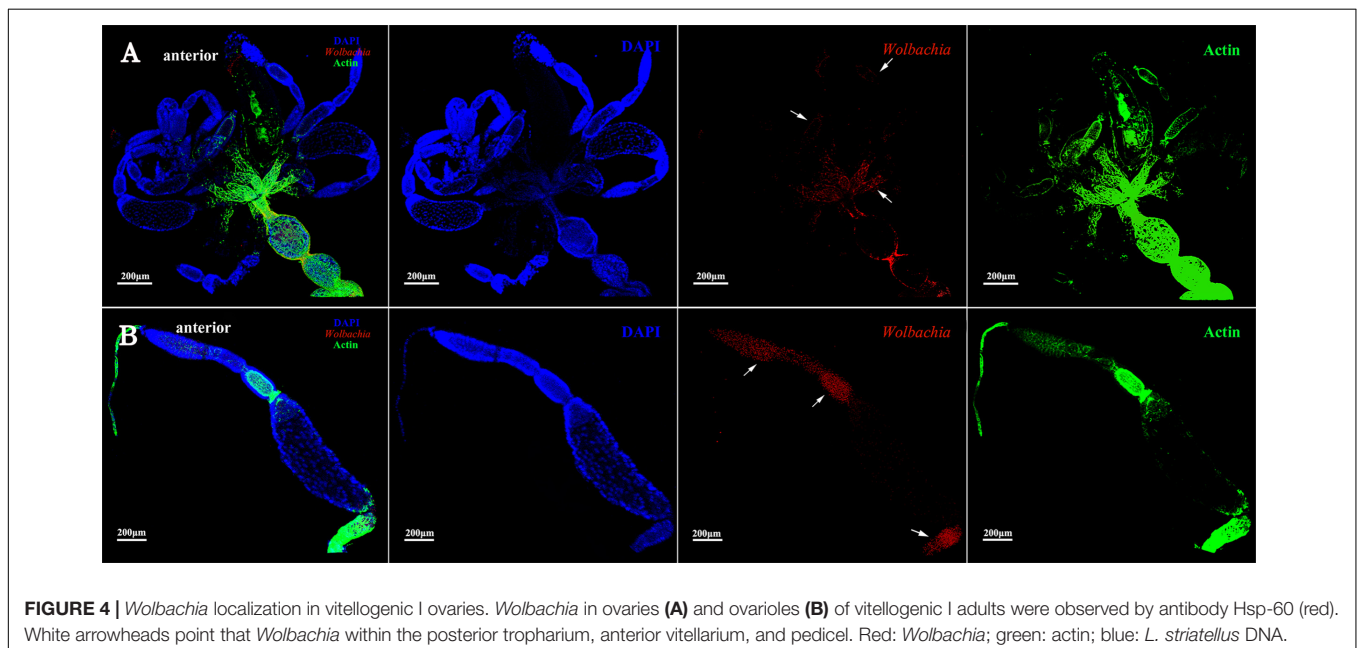 A
anterior
DAPI
Wolbachia
Actin
200μm
DAPI
200μm
Wolbachia
200μm
Actin
200μm
B
anterior
DAPI
Wolbachia
Actin
200μm
DAPI
200μm
Wolbachia
200μm
Actin
200μm
FIGURE 4 | Wolbachia localization in vitellogenic I ovaries. Wolbachia in ovaries (A) and ovarioles (B) of vitellogenic I adults were observed by antibody Hsp-60 (red).
White arrowheads point that Wolbachia within the posterior tropharium, anterior vitellarium, and pedicel. Red: Wolbachia; green: actin; blue: L. striatellus DNA.